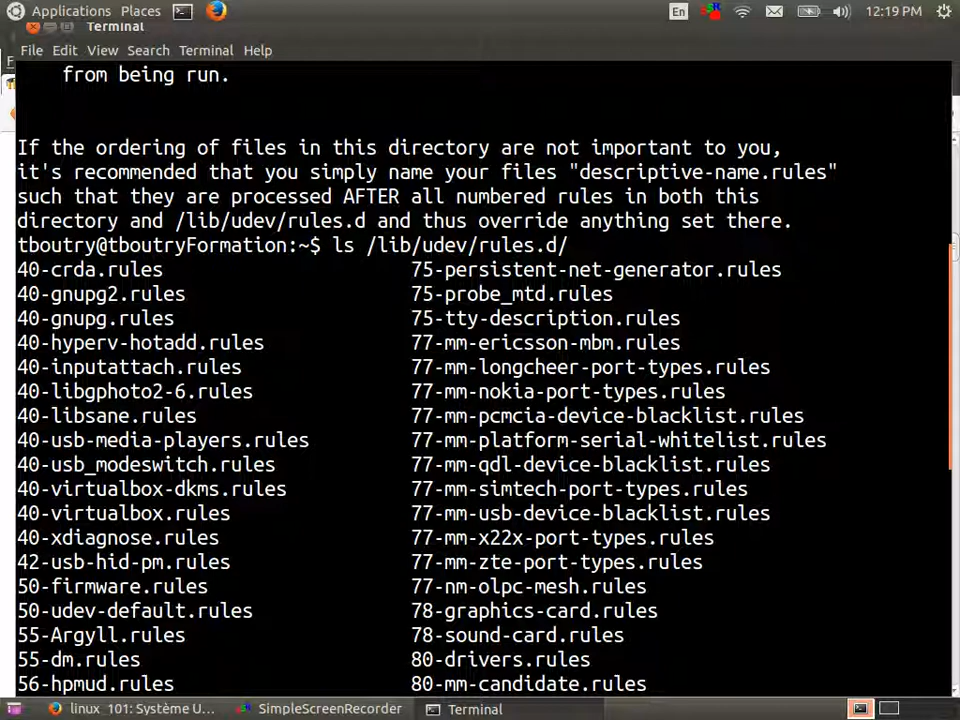 Applications Places
En
12:19 PM
Terminal
File Edit View Search Terminal Help
from being run.
If the ordering of files in this directory are not important to you,
it's recommended that you simply name your files "descriptive-name.rules"
such that they are processed AFTER all numbered rules in both this
directory and /lib/udev/rules.d and thus override anything set there.
tboutry@tboutryFormation:~$ ls /lib/udev/rules.d/
40-crda.rules 75-persistent-net-generator.rules
40-gnupg2.rules 75-probe_mtd.rules
40-gnupg.rules 75-tty-description.rules
40-hyperv-hotadd.rules 77-mm-ericsson-mbm.rules
40-inputattach.rules 77-mm-longcheer-port-types.rules
40-libgphoto2-6.rules 77-mm-nokia-port-types.rules
40-libsane.rules 77-mm-pcmcia-device-blacklist.rules
40-usb-media-players.rules 77-mm-platform-serial-whitelist.rules
40-usb_modeswitch.rules 77-mm-qdl-device-blacklist.rules
40-virtualbox-dkms.rules 77-mm-simtech-port-types.rules
40-virtualbox.rules 77-mm-usb-device-blacklist.rules
40-xdiagnose.rules 77-mm-x22x-port-types.rules
42-usb-hid-pm.rules 77-mm-zte-port-types.rules
50-firmware.rules 77-nm-olpc-mesh.rules
50-udev-default.rules 78-graphics-card.rules
55-Argyll.rules 78-sound-card.rules
55-dm.rules 80-drivers.rules
56-hpmud.rules 80-mm-candidate.rules
linux_101: Système U... SimpleScreenRecorder Terminal